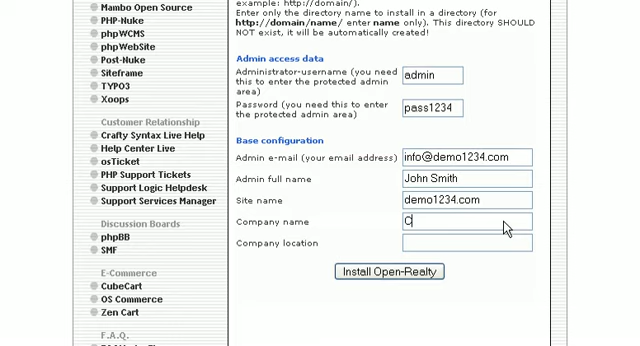 Mambo Open Source
PHP-Nuke
phpWCMS
phpWebSite
Post-Nuke
Siteframe
TYPO3
Xoops
Customer Relationship
Crafty Syntax Live Help
Help Center Live
osTicket
PHP Support Tickets
Support Logic Helpdesk
Support Services Manager
Discussion Boards
phpBB
SMF
E-Commerce
CubeCart
OS Commerce
Zen Cart
F.A.Q.
example: http://domain/).
Enter only the directory name to install in a directory (for
http://domain/name/ enter name only). This directory SHOULD
NOT exist, it will be automatically created!
Admin access data
Administrator-username (you need
this to enter the protected admin
area)
admin
Password (you need this to enter
the protected admin area)
pass1234
Base configuration
Admin e-mail (your email address)
info@demo1234.com
Admin full name
John Smith
Site name
demo1234.com
Company name
C
Company location
Install Open-Realty